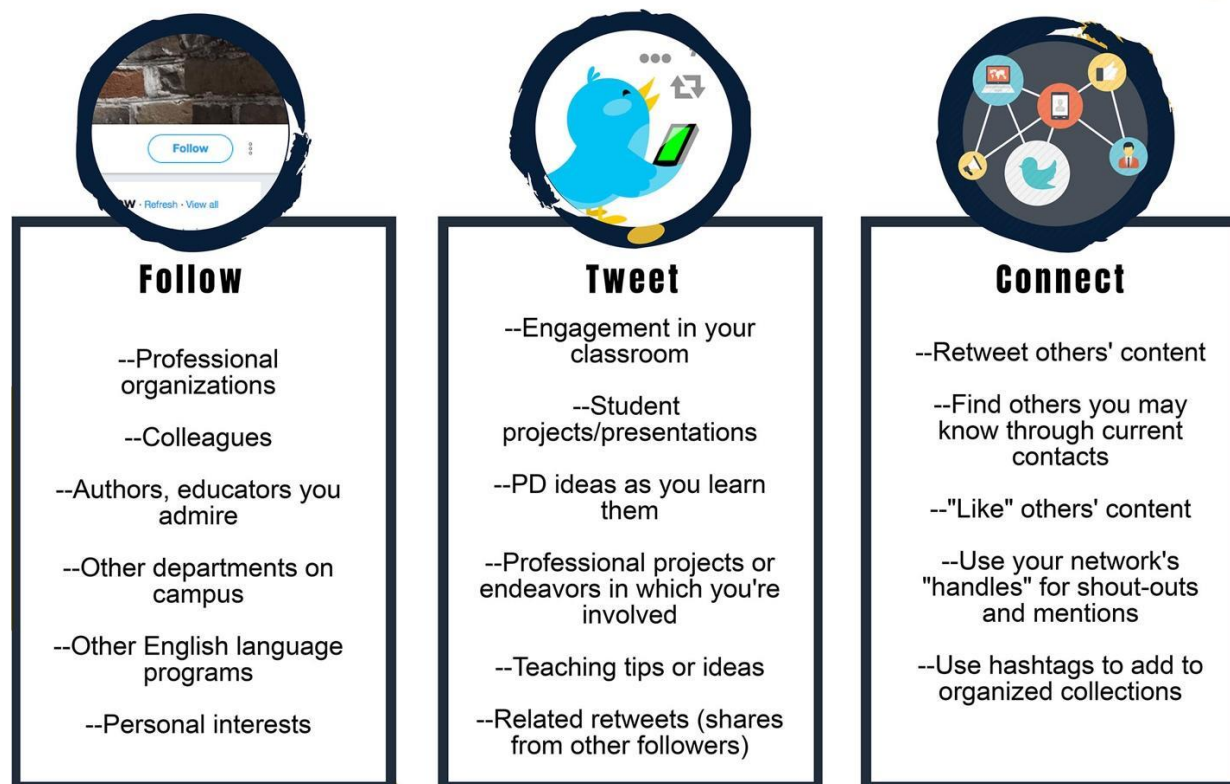 Follow
W · Refresh · View all
Follow
--Professional
organizations
--Colleagues
--Authors, educators you
admire
--Other departments on
campus
--Other English language
programs
--Personal interests
Tweet
--Engagement in your
classroom
--Student
projects/presentations
--PD ideas as you learn
them
--Professional projects or
endeavors in which you're
involved
--Teaching tips or ideas
--Related retweets (shares
from other followers)
Connect
--Retweet others' content
--Find others you may
know through current
contacts
--"Like" others' content
--Use your network's
"handles" for shout-outs
and mentions
--Use hashtags to add to
organized collections